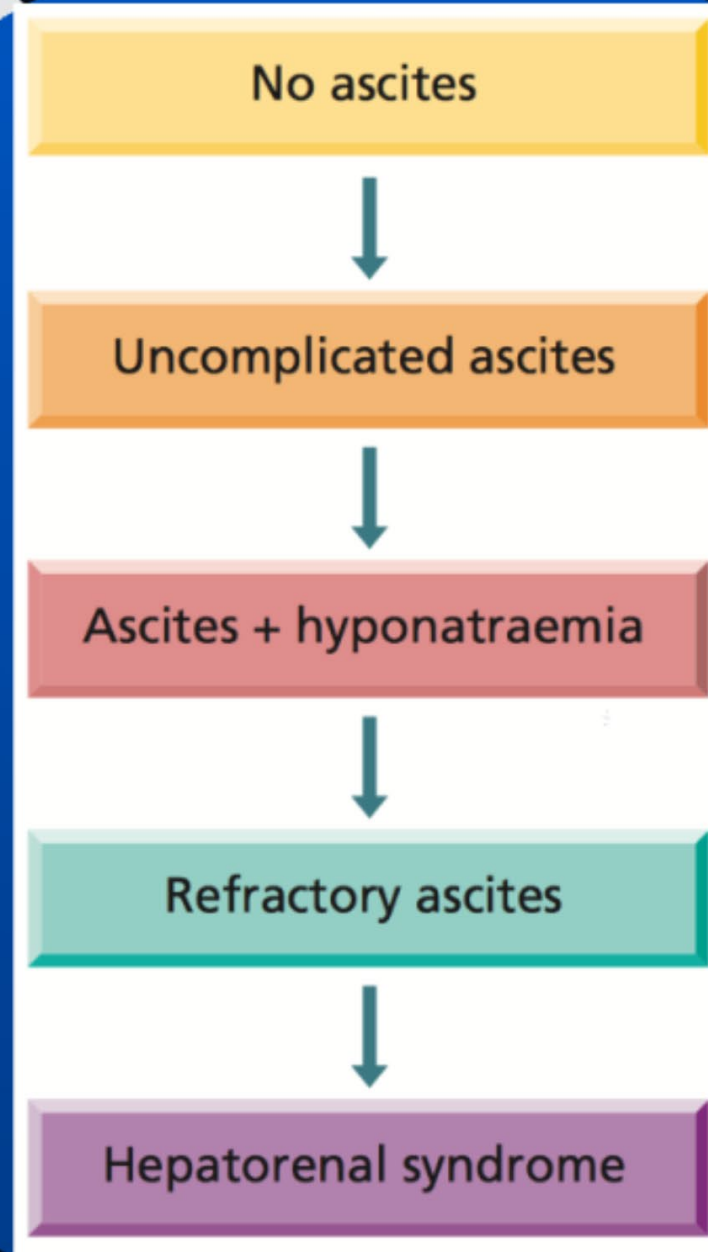 No ascites
Uncomplicated ascites
Ascites + hyponatraemia
Refractory ascites
Hepatorenal syndrome